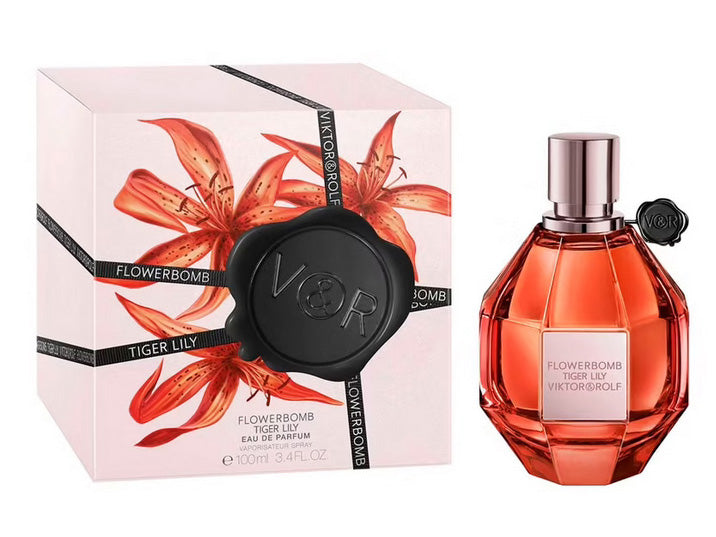 VIKTOR&ROLF
FLOWERBOMB
BOMB
TIGER LILY
V&R
FLOWERBOMB
TIGER LILY
EAU DE PARFUM
VAPORISATEUR SPRAY
e 100ml 3.4FL.OZ
V&R
FLOWERBOMB
TIGER LILY
VIKTOR&ROLF